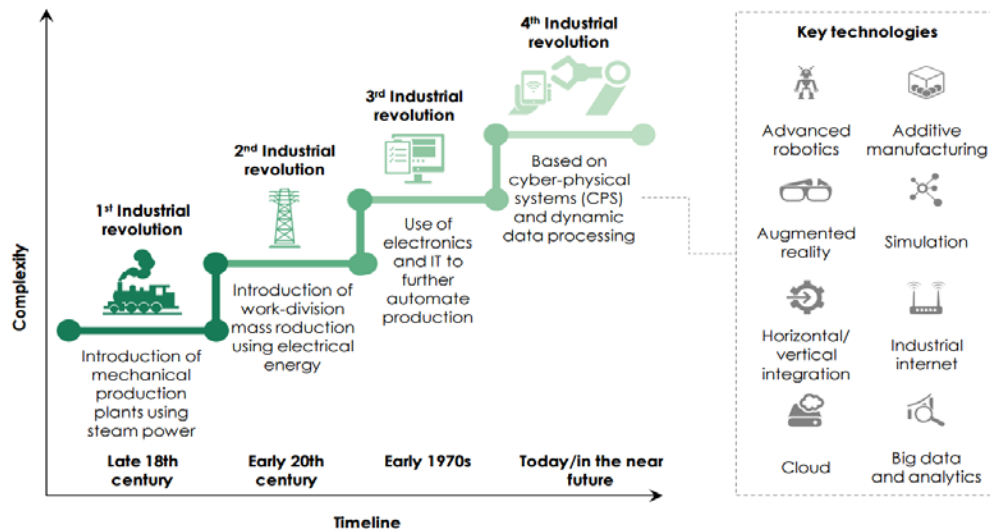 4th Industrial
revolution
3rd Industrial
revolution
2nd Industrial
revolution
1st Industrial
revolution
Complexity
Introduction of
mechanical
production
plants using
steam power
Introduction of
work-division
mass roduction
using electrical
energy
Use of
electronics
and IT to
further
automate
production
Based on
cyber-physical
systems (CPS)
and dynamic
data processing
Late 18th
century
Early 20th
century
Early 1970s
Today/in the near
future
Timeline
Key technologies
Advanced
robotics
Additive
manufacturing
Augmented
reality
Simulation
Horizontal/
vertical
integration
Industrial
internet
Cloud
Big data
and analytics